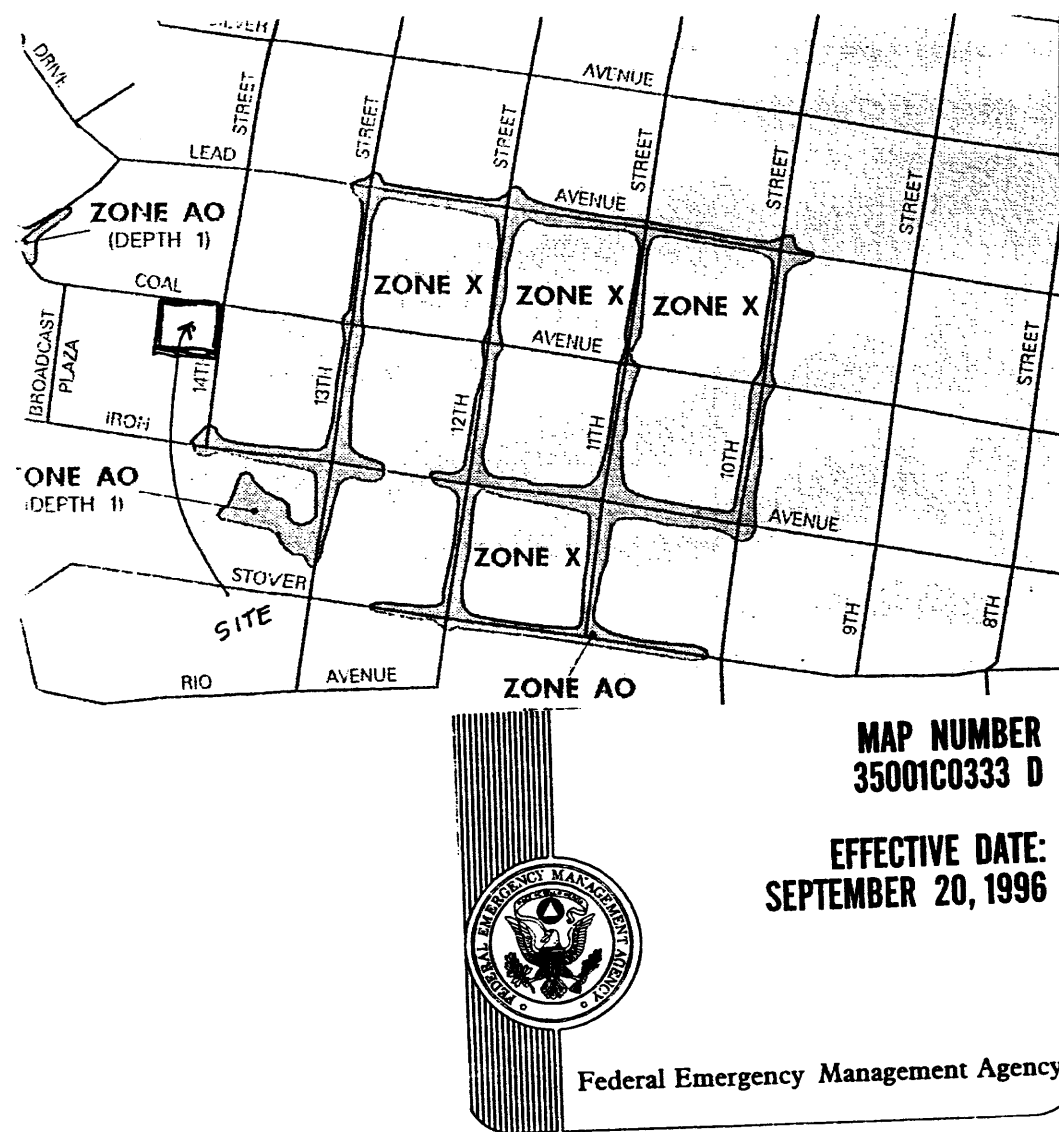 SILVER
AVENUE
DRIVE
STREET
STREET
STREET
STREET
STREET
STREET
STREET
LEAD
AVENUE
ZONE AO
(DEPTH 1)
COAL
ZONE X
ZONE X
ZONE X
AVENUE
BROADCAST
PLAZA
14TH
13TH
12TH
11TH
10TH
IRON
AVENUE
ZONE AO
(DEPTH 1)
ZONE X
STOVER
SITE
9TH
8TH
RIO
AVENUE
ZONE AO
MAP NUMBER
35001C0333 D
EFFECTIVE DATE:
SEPTEMBER 20, 1996
FEDERAL EMERGENCY MANAGEMENT AGENCY
Federal Emergency Management Agency